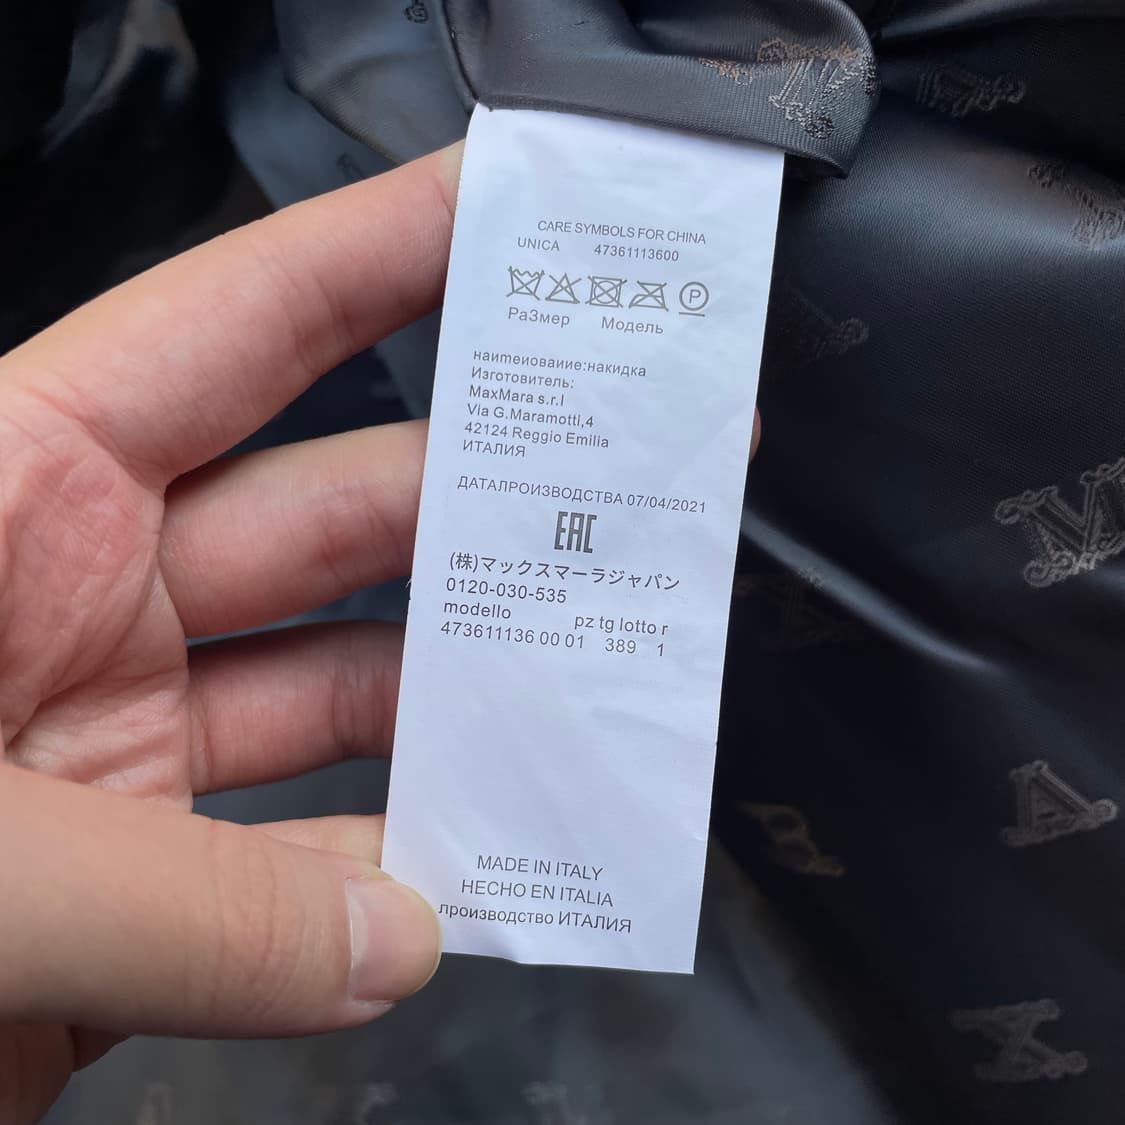 CARE SYMBOLS FOR CHINA
UNICA 47361113600
P
Ра3мер Модель
наитеиоваиие:накидка
Изготовитель:
MaxMara s.r.l
Via G.Maramotti,4
42124 Reggio Emilia
ИТАЛИЯ
ДАТАЛРОИЗВОДСТВА 07/04/2021
EAC
(株)マックスマーラジャパン
0120-030-535
modello pz tg lotto r
473611136 00 01 389 1
MADE IN ITALY
HECHO EN ITALIA
лроизводство ИТАЛИЯ